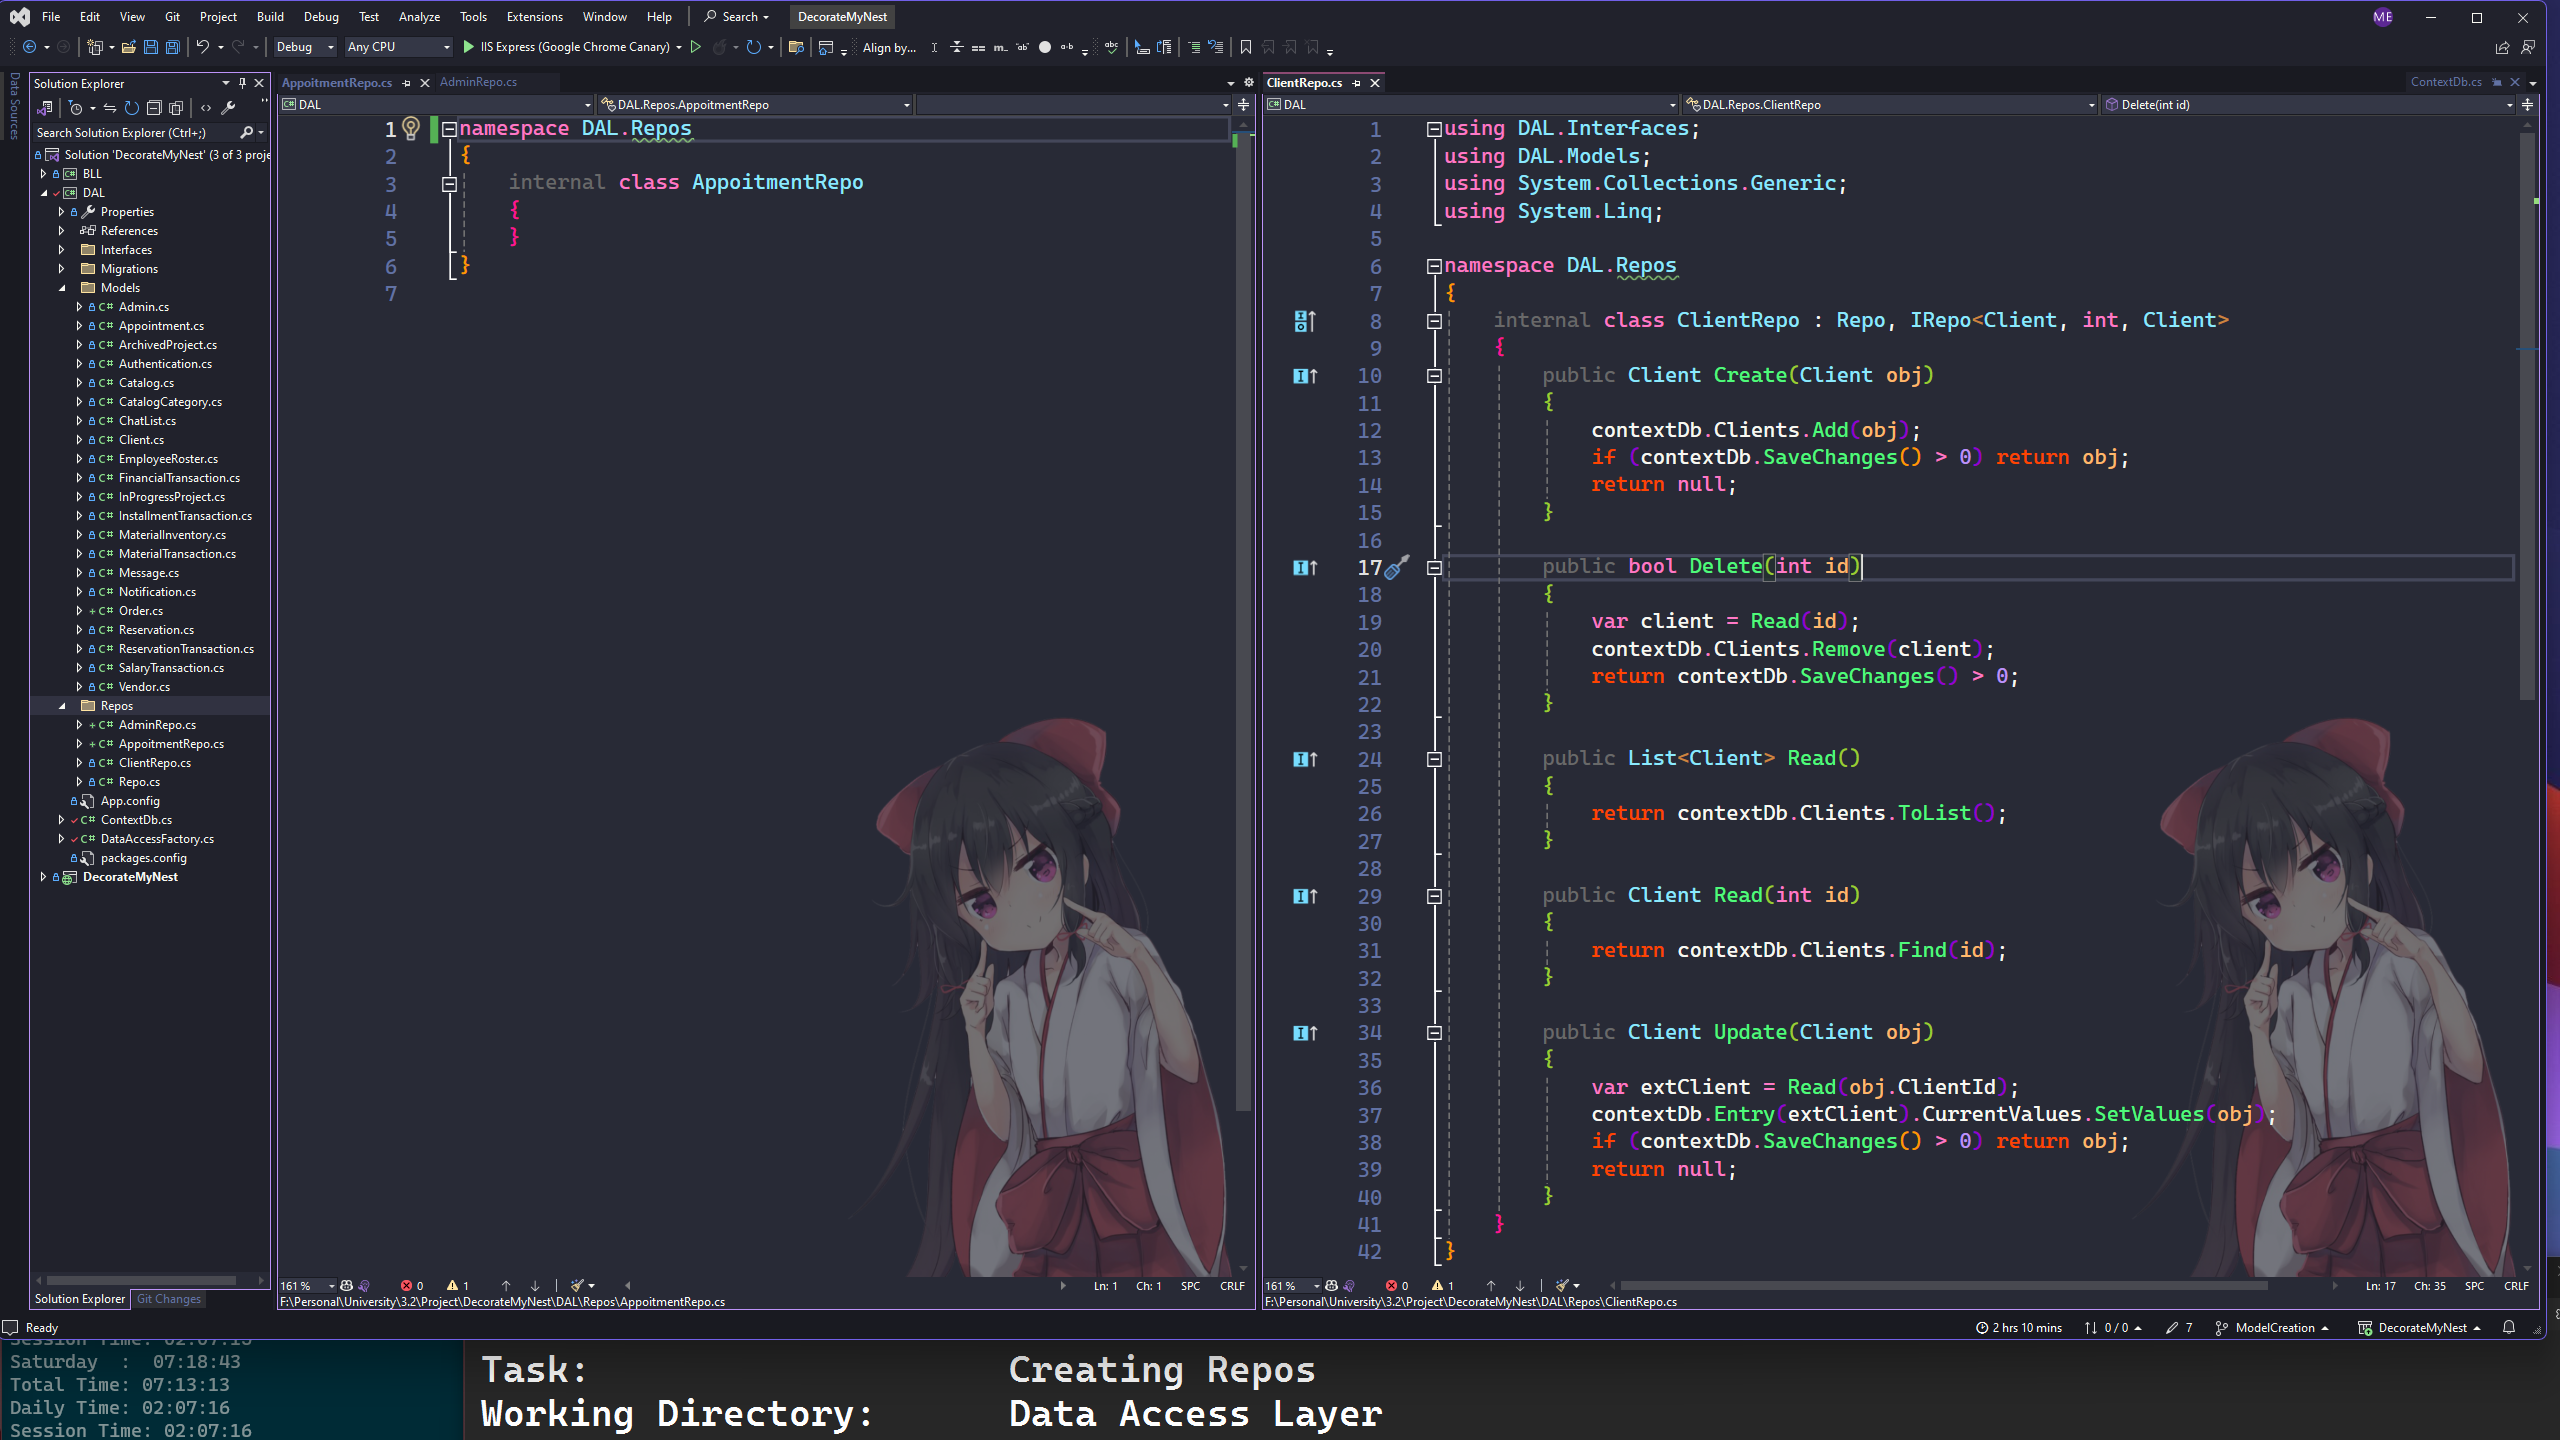 File Edit View Git Project Build Debug Test Analyze Tools Extensions Window Help Search DecorateMyNest ME
Debug Any CPU IIS Express (Google Chrome Canary) Align by...
Data Sources
Solution Explorer
Search Solution Explorer (Ctrl+;)
Solution 'DecorateMyNest' (3 of 3 proje
BLL
DAL
Properties
References
Interfaces
Migrations
Models
Admin.cs
Appointment.cs
ArchivedProject.cs
Authentication.cs
Catalog.cs
CatalogCategory.cs
ChatList.cs
Client.cs
EmployeeRoster.cs
FinancialTransaction.cs
InProgressProject.cs
InstallmentTransaction.cs
MaterialInventory.cs
MaterialTransaction.cs
Message.cs
Notification.cs
Order.cs
Reservation.cs
ReservationTransaction.cs
SalaryTransaction.cs
Vendor.cs
Repos
AdminRepo.cs
AppoitmentRepo.cs
ClientRepo.cs
Repo.cs
App.config
ContextDb.cs
DataAccessFactory.cs
packages.config
DecorateMyNest
Solution Explorer Git Changes
AppoitmentRepo.cs AdminRepo.cs
DAL DAL.Repos.AppoitmentRepo
1 namespace DAL.Repos
2 {
3 internal class AppoitmentRepo
4 {
5 }
6 }
7
161 % 0 1 Ln: 1 Ch: 1 SPC CRLF
F:\Personal\University\3.2\Project\DecorateMyNest\DAL\Repos\AppoitmentRepo.cs
ClientRepo.cs ContextDb.cs
DAL DAL.Repos.ClientRepo Delete(int id)
1 using DAL.Interfaces;
2 using DAL.Models;
3 using System.Collections.Generic;
4 using System.Linq;
5
6 namespace DAL.Repos
7 {
8 internal class ClientRepo : Repo, IRepo<Client, int, Client>
9 {
10 public Client Create(Client obj)
11 {
12 contextDb.Clients.Add(obj);
13 if (contextDb.SaveChanges() > 0) return obj;
14 return null;
15 }
16
17 public bool Delete(int id)
18 {
19 var client = Read(id);
20 contextDb.Clients.Remove(client);
21 return contextDb.SaveChanges() > 0;
22 }
23
24 public List<Client> Read()
25 {
26 return contextDb.Clients.ToList();
27 }
28
29 public Client Read(int id)
30 {
31 return contextDb.Clients.Find(id);
32 }
33
34 public Client Update(Client obj)
35 {
36 var extClient = Read(obj.ClientId);
37 contextDb.Entry(extClient).CurrentValues.SetValues(obj);
38 if (contextDb.SaveChanges() > 0) return obj;
39 return null;
40 }
41 }
42 }
161 % 0 1 Ln: 17 Ch: 35 SPC CRLF
F:\Personal\University\3.2\Project\DecorateMyNest\DAL\Repos\ClientRepo.cs
Ready 2 hrs 10 mins 0 / 0 7 ModelCreation DecorateMyNest
Session Time: 02:07:13
Saturday : 07:18:43
Total Time: 07:13:13
Daily Time: 02:07:16
Session Time: 02:07:16
Task: Creating Repos
Working Directory: Data Access Layer